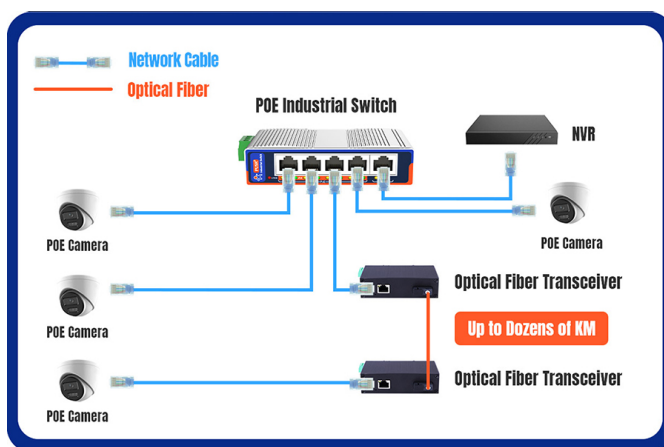 Network Cable
Optical Fiber
POE Industrial Switch
NVR
POE Camera
POE Camera
Optical Fiber Transceiver
POE Camera
Up to Dozens of KM
Optical Fiber Transceiver
POE Camera